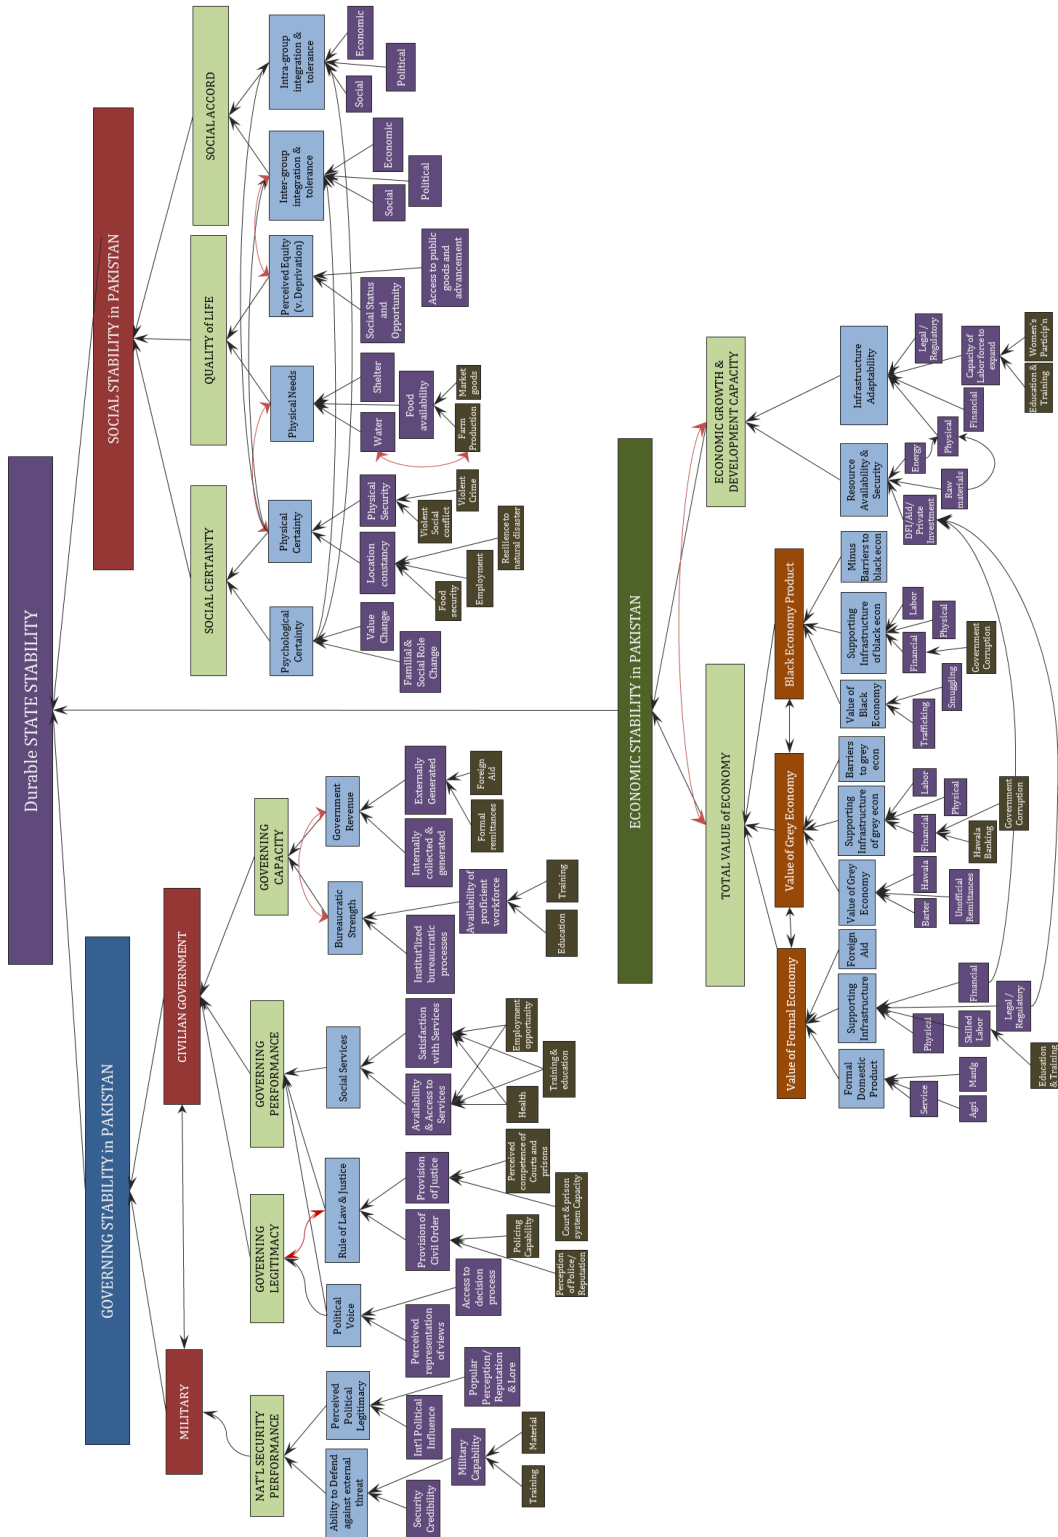 Durable STATE STABILITY
GOVERNING STABILITY in PAKISTAN
MILITARY
CIVILIAN GOVERNMENT
NAT'L SECURITY
PERFORMANCE
GOVERNING
LEGITIMACY
GOVERNING
PERFORMANCE
GOVERNING
CAPACITY
Ability to Defend
against external
threat
Perceived
Political
Legitimacy
Political
Voice
Rule of Law & Justice
Social Services
Bureaucratic
Strength
Government
Revenue
Security
Credibility
Military
Capability
Int'l Political
Influence
Popular
Perception/
Reputation
& Lore
Training
Material
Perceived
representation
of views
Access to
decision
process
Provision of
Civil Order
Provision
of Justice
Perception
of Police/
Reputation
Policing
Capability
Court & prison
system Capacity
Perceived
competence of
Courts and
prisons
Availability
& Access to
Services
Satisfaction
with Services
Health
Training &
education
Employment
opportunity
Institut'lized
bureaucratic
processes
Availability of
proficient
workforce
Education
Training
Internally
collected &
generated
Externally
Generated
Formal
remittances
Foreign
Aid
SOCIAL STABILITY in PAKISTAN
SOCIAL CERTAINTY
QUALITY of LIFE
SOCIAL ACCORD
Psychological
Certainty
Physical
Certainty
Physical Needs
Perceived Equity
(v. Deprivation)
Inter-group
integration &
tolerance
Intra-group
integration &
tolerance
Familial &
Social Role
Change
Value
Change
Location
constancy
Physical
Security
Food
security
Employment
Resilience to
natural disaster
Violent
Social
conflict
Violent
Crime
Water
Food
availability
Shelter
Farm
Production
Market
goods
Social Status
and
Opportunity
Access to public
goods and
advancement
Social
Political
Economic
Social
Political
Economic
ECONOMIC STABILITY in PAKISTAN
TOTAL VALUE of ECONOMY
ECONOMIC GROWTH &
DEVELOPMENT CAPACITY
Value of Formal Economy
Value of Grey Economy
Black Economy Product
Formal
Domestic
Product
Supporting
Infrastructure
Foreign
Aid
Value of Grey
Economy
Supporting
Infrastructure
of grey econ
Barriers
to grey
econ
Value of
Black
Economy
Supporting
Infrastructure
of black econ
Minus
Barriers to
black econ
Resource
Availability &
Security
Infrastructure
Adaptability
Agri
Service
Manfg
Physical
Skilled
Labor
Legal /
Regulatory
Financial
Education
& Training
Barter
Unofficial
Remittances
Hawala
Financial
Physical
Labor
Hawala
Banking
Government
Corruption
Trafficking
Smuggling
Financial
Physical
Labor
Government
Corruption
DFI/Aid/
Private
Investment
Raw
materials
Energy
Physical
Financial
Capacity of
Labor force to
expand
Legal /
Regulatory
Education &
Training
Women's
Particip'n